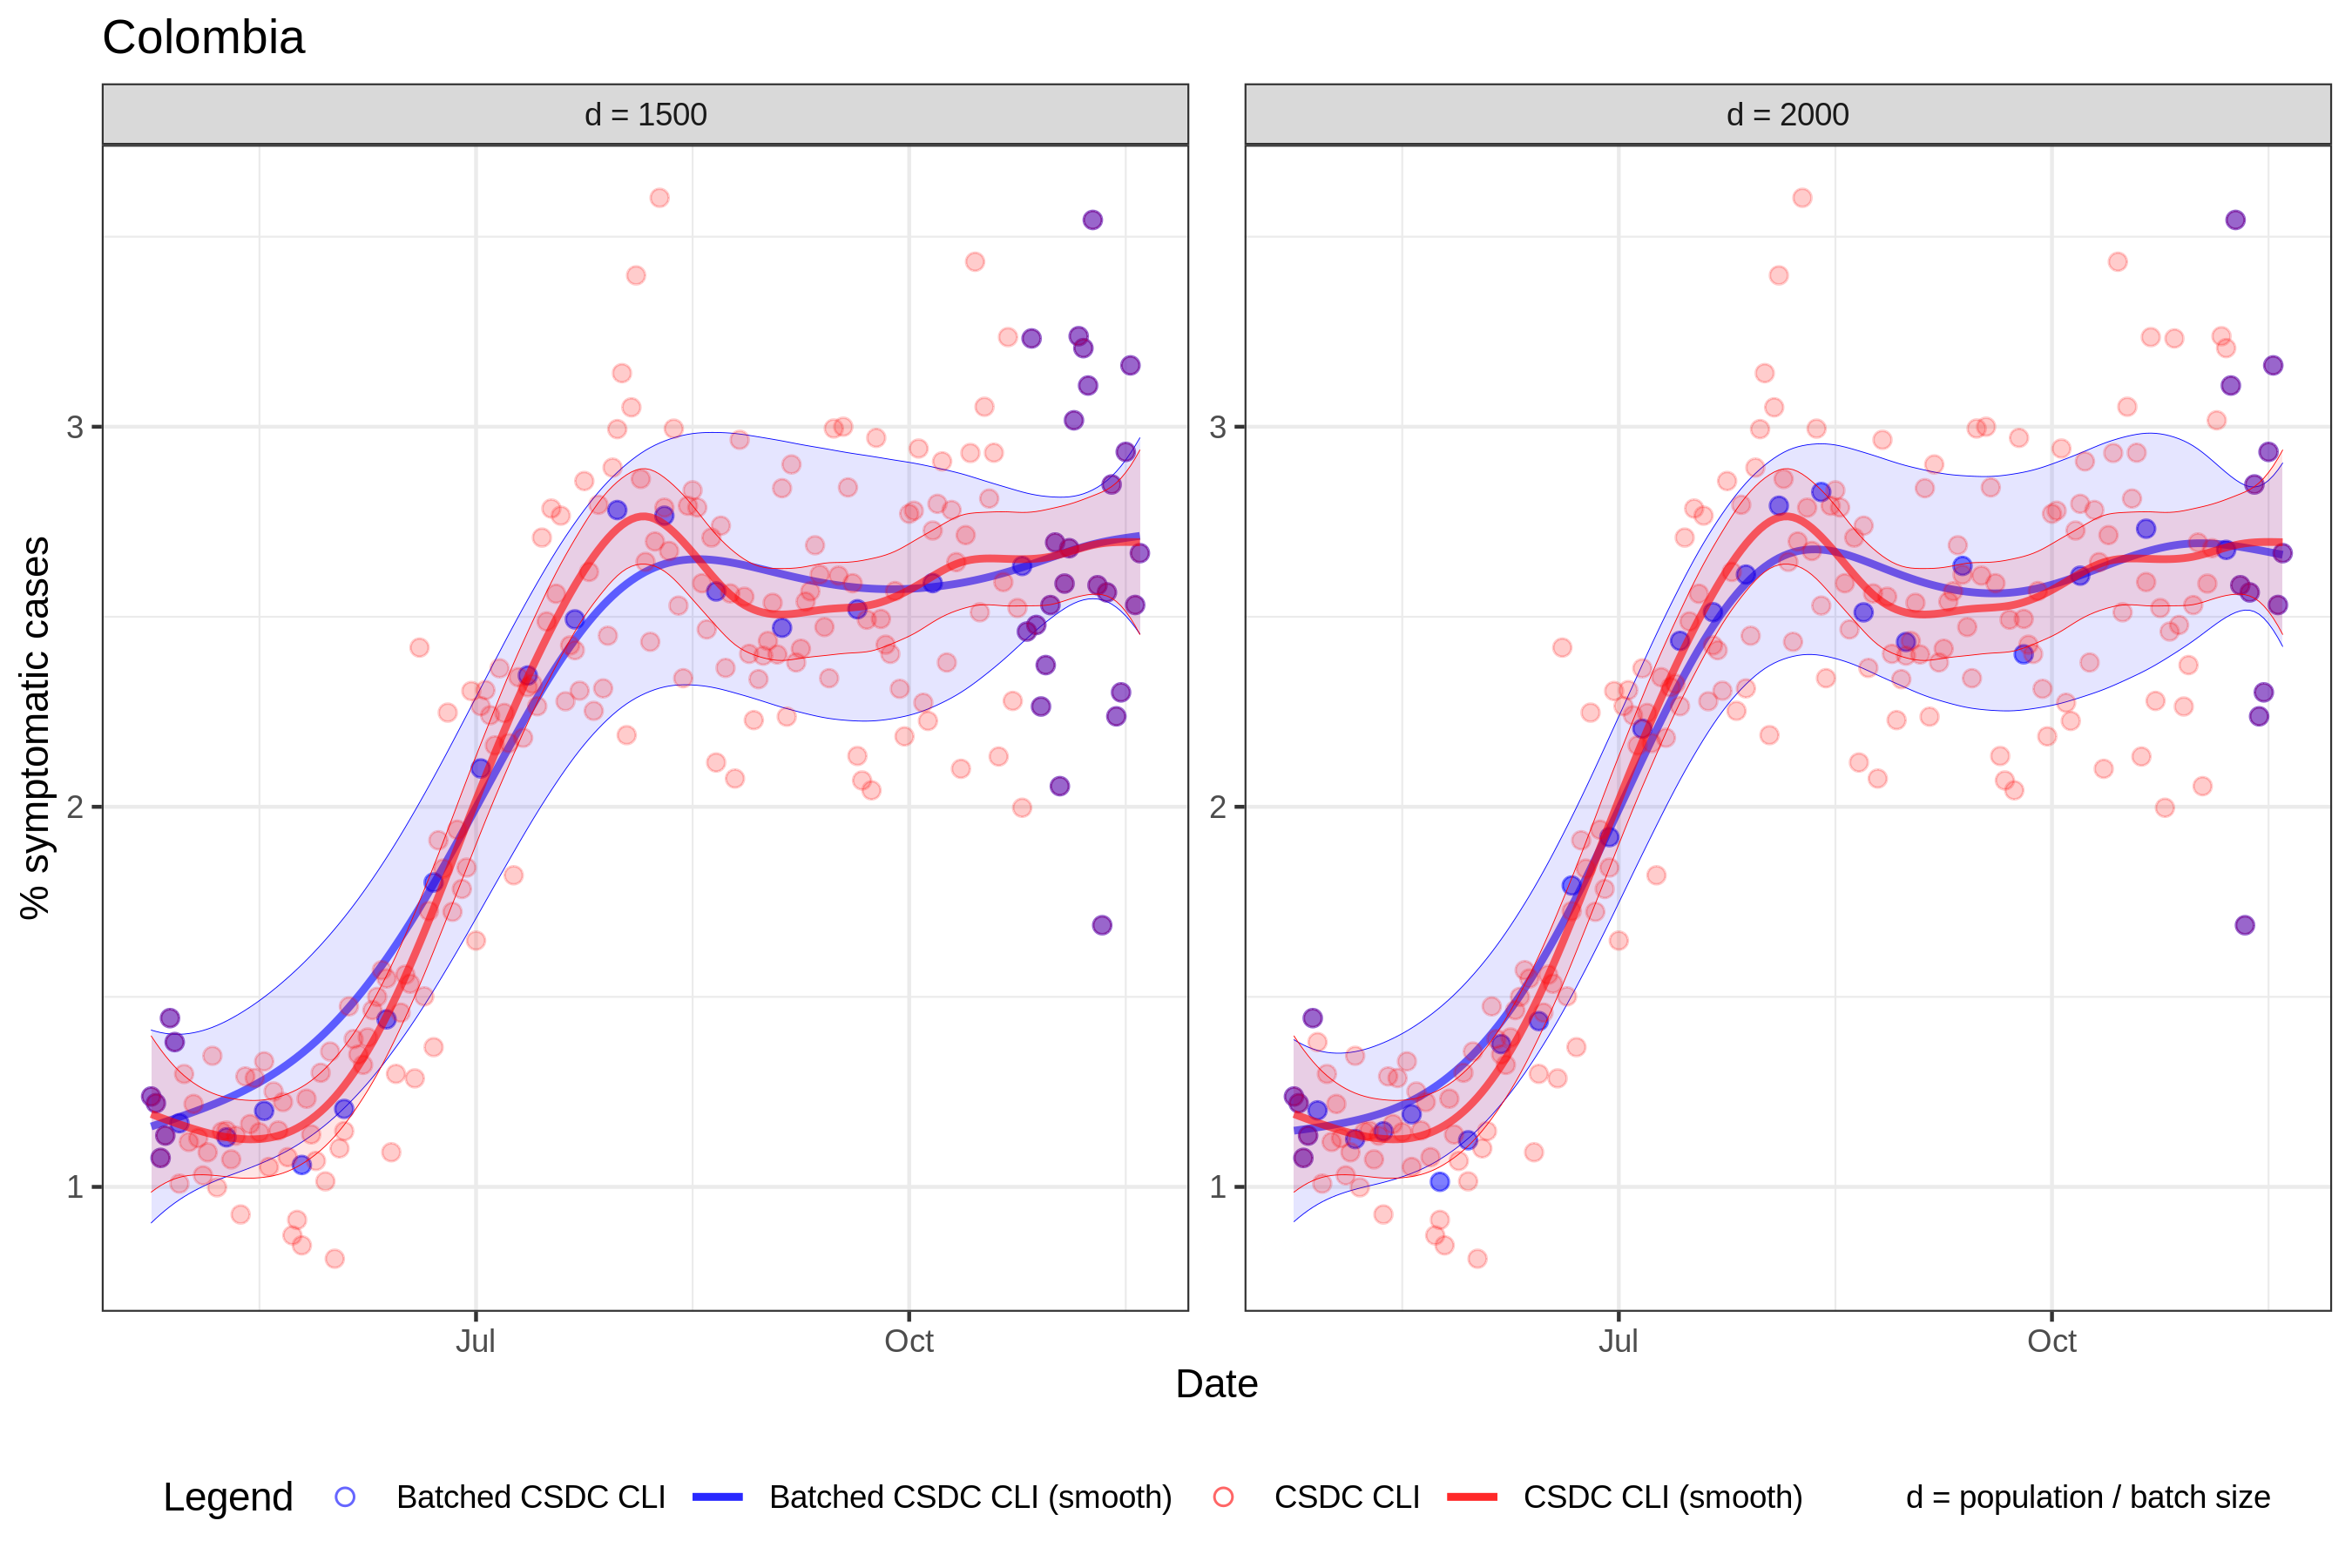 Colombia
d = 1500
d = 2000
% symptomatic cases
3
2
1
3
2
1
Jul
Oct
Jul
Oct
Date
Legend
Batched CSDC CLI
Batched CSDC CLI (smooth)
CSDC CLI
CSDC CLI (smooth)
d = population / batch size